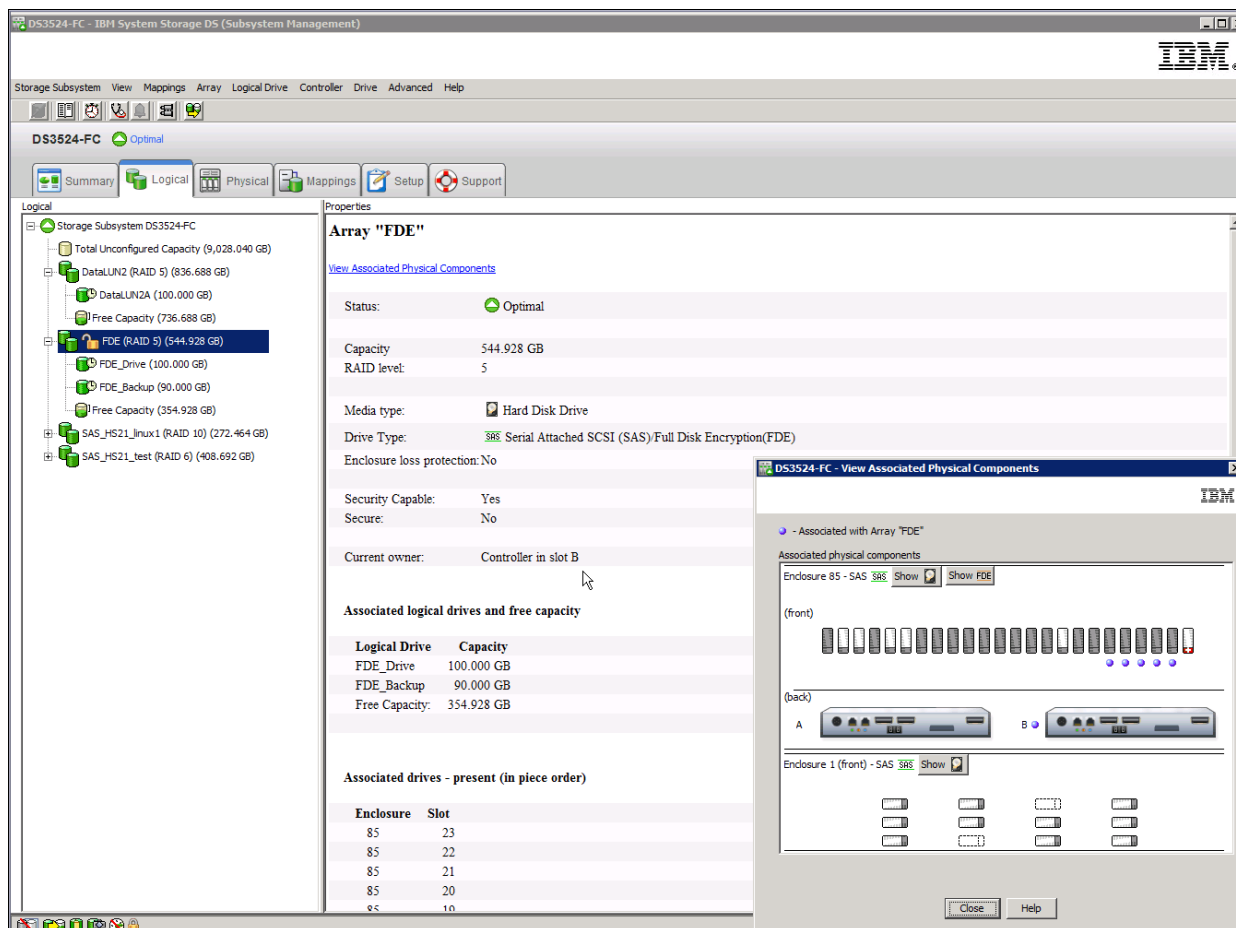 DS3524-FC - IBM System Storage DS (Subsystem Management)
IBM
Storage Subsystem View Mappings Array Logical Drive Controller Drive Advanced Help
DS3524-FC Optimal
Summary Logical Physical Mappings Setup Support
Logical
Storage Subsystem DS3524-FC
Total Unconfigured Capacity (9,028.040 GB)
DataLUN2 (RAID 5) (836.688 GB)
DataLUN2A (100.000 GB)
Free Capacity (736.688 GB)
FDE (RAID 5) (544.928 GB)
FDE_Drive (100.000 GB)
FDE_Backup (90.000 GB)
Free Capacity (354.928 GB)
SAS_HS21_linux1 (RAID 10) (272.464 GB)
SAS_HS21_test (RAID 6) (408.692 GB)
Properties
Array "FDE"
View Associated Physical Components
Status: Optimal
Capacity 544.928 GB
RAID level: 5
Media type: Hard Disk Drive
Drive Type: SAS Serial Attached SCSI (SAS)/Full Disk Encryption(FDE)
Enclosure loss protection: No
Security Capable: Yes
Secure: No
Current owner: Controller in slot B
Associated logical drives and free capacity
Logical Drive Capacity
FDE_Drive 100.000 GB
FDE_Backup 90.000 GB
Free Capacity: 354.928 GB
Associated drives - present (in piece order)
Enclosure Slot
85 23
85 22
85 21
85 20
85 19
DS3524-FC - View Associated Physical Components
IBM
- Associated with Array "FDE"
Associated physical components
Enclosure 85 - SAS SAS Show Show FDE
(front)
(back)
A B
Enclosure 1 (front) - SAS SAS Show
Close Help